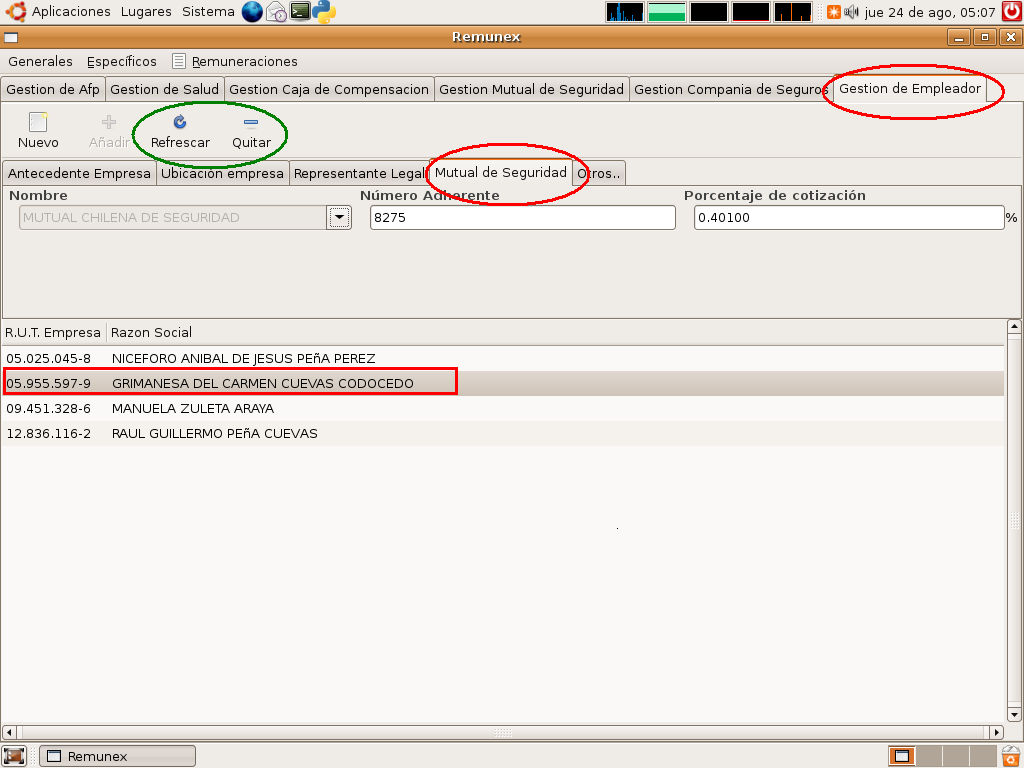 Aplicaciones Lugares Sistema jue 24 de ago, 05:07
Remunex
Generales Específicos Remuneraciones
Gestion de Afp Gestion de Salud Gestion Caja de Compensacion Gestion Mutual de Seguridad Gestion Compania de Seguros Gestion de Empleador
Nuevo Añadir Refrescar Quitar
Antecedente Empresa Ubicación empresa Representante Legal Mutual de Seguridad Otros..
Nombre Número Adherente Porcentaje de cotización
MUTUAL CHILENA DE SEGURIDAD 8275 0.40100 %
R.U.T. Empresa Razon Social
05.025.045-8 NICEFORO ANIBAL DE JESUS PEñA PEREZ
05.955.597-9 GRIMANESA DEL CARMEN CUEVAS CODOCEDO
09.451.328-6 MANUELA ZULETA ARAYA
12.836.116-2 RAUL GUILLERMO PEñA CUEVAS
Remunex